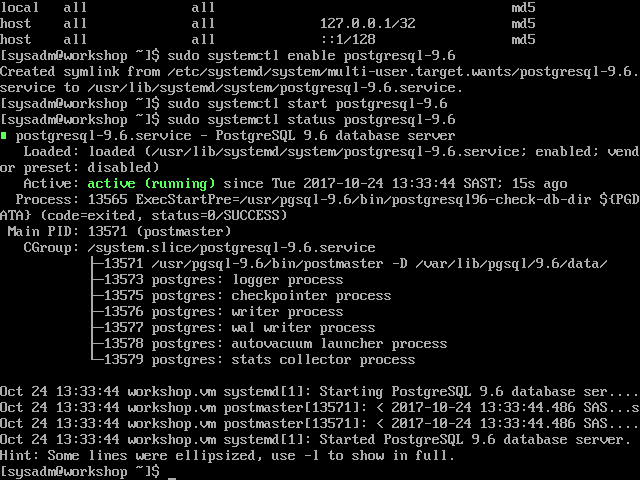 local   all             all                                     md5
host    all             all             127.0.0.1/32            md5
host    all             all             ::1/128                 md5
[sysadm@workshop ~]$ sudo systemctl enable postgresql-9.6
Created symlink from /etc/systemd/system/multi-user.target.wants/postgresql-9.6.
service to /usr/lib/systemd/system/postgresql-9.6.service.
[sysadm@workshop ~]$ sudo systemctl start postgresql-9.6
[sysadm@workshop ~]$ sudo systemctl status postgresql-9.6
postgresql-9.6.service - PostgreSQL 9.6 database server
   Loaded: loaded (/usr/lib/systemd/system/postgresql-9.6.service; enabled; vend
or preset: disabled)
   Active: active (running) since Tue 2017-10-24 13:33:44 SAST; 15s ago
  Process: 13565 ExecStartPre=/usr/pgsql-9.6/bin/postgresql96-check-db-dir ${PGD
ATA} (code=exited, status=0/SUCCESS)
 Main PID: 13571 (postmaster)
   CGroup: /system.slice/postgresql-9.6.service
           ├─13571 /usr/pgsql-9.6/bin/postmaster -D /var/lib/pgsql/9.6/data/
           ├─13573 postgres: logger process
           ├─13575 postgres: checkpointer process
           ├─13576 postgres: writer process
           ├─13577 postgres: wal writer process
           ├─13578 postgres: autovacuum launcher process
           └─13579 postgres: stats collector process
Oct 24 13:33:44 workshop.vm systemd[1]: Starting PostgreSQL 9.6 database ser....
Oct 24 13:33:44 workshop.vm postmaster[13571]: < 2017-10-24 13:33:44.486 SAS...s
Oct 24 13:33:44 workshop.vm postmaster[13571]: < 2017-10-24 13:33:44.486 SAS....
Oct 24 13:33:44 workshop.vm systemd[1]: Started PostgreSQL 9.6 database server.
Hint: Some lines were ellipsized, use -l to show in full.
[sysadm@workshop ~]$ _